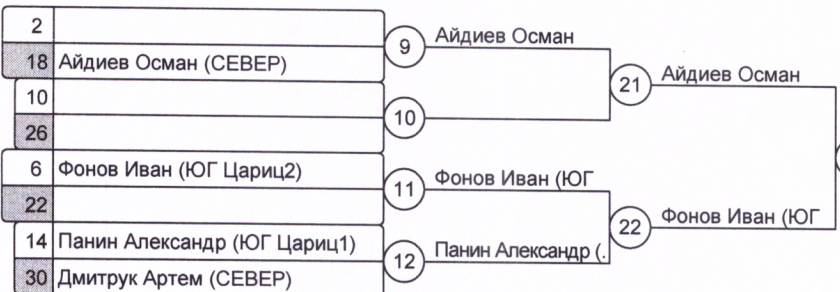 2
18 Айдиев Осман (СЕВЕР)
9 Айдиев Осман
21 Айдиев Осман
10
26
10
6 Фонов Иван (ЮГ Цариц2)
22
11 Фонов Иван (ЮГ
22 Фонов Иван (ЮГ
14 Панин Александр (ЮГ Цариц1)
30 Дмитрук Артем (СЕВЕР)
12 Панин Александр (.